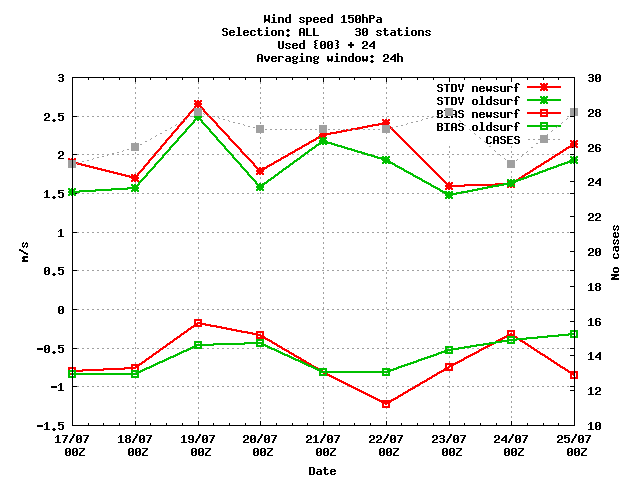 Wind speed 150hPa
Selection: ALL 30 stations
Used {00} + 24
Averaging window: 24h
STDV newsurf
STDV oldsurf
BIAS newsurf
BIAS oldsurf
CASES
3
2.5
2
1.5
1
0.5
0
-0.5
-1
-1.5
m/s
30
28
26
24
22
20
18
16
14
12
10
No cases
17/07 18/07 19/07 20/07 21/07 22/07 23/07 24/07 25/07
00Z 00Z 00Z 00Z 00Z 00Z 00Z 00Z 00Z
Date